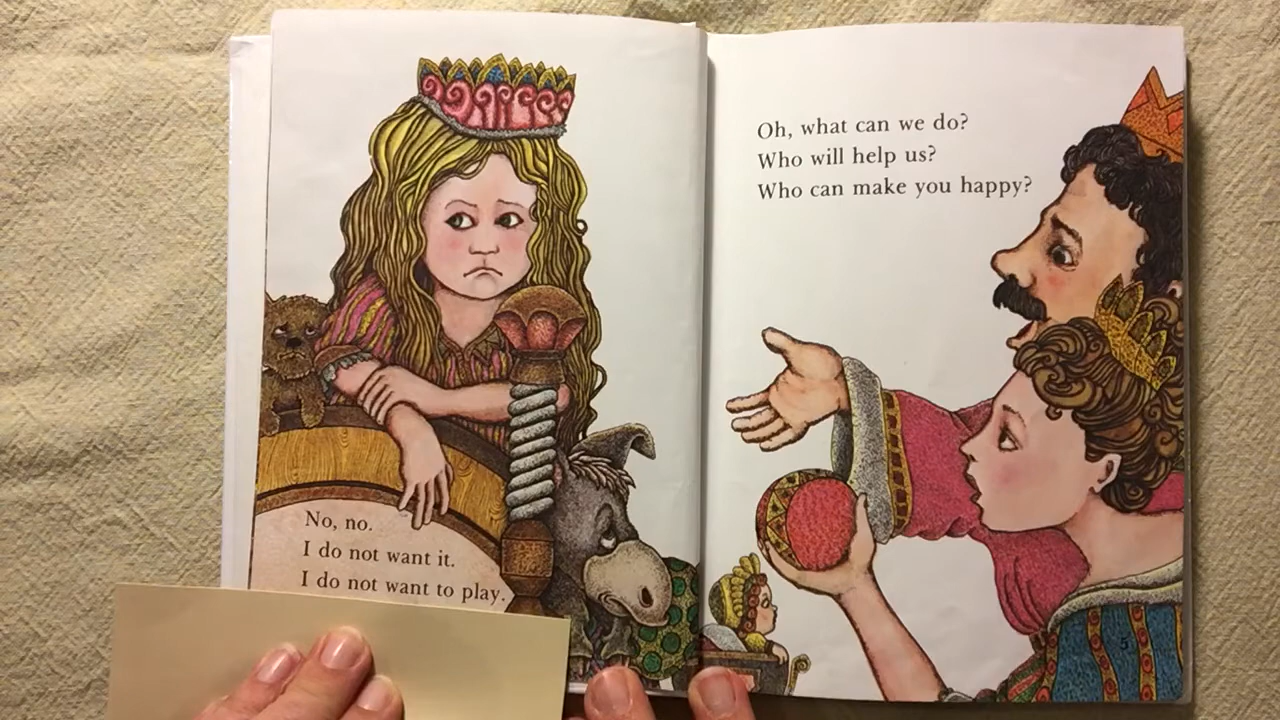 No, no.
I do not want it.
I do not want to play.
Oh, what can we do?
Who will help us?
Who can make you happy?
5